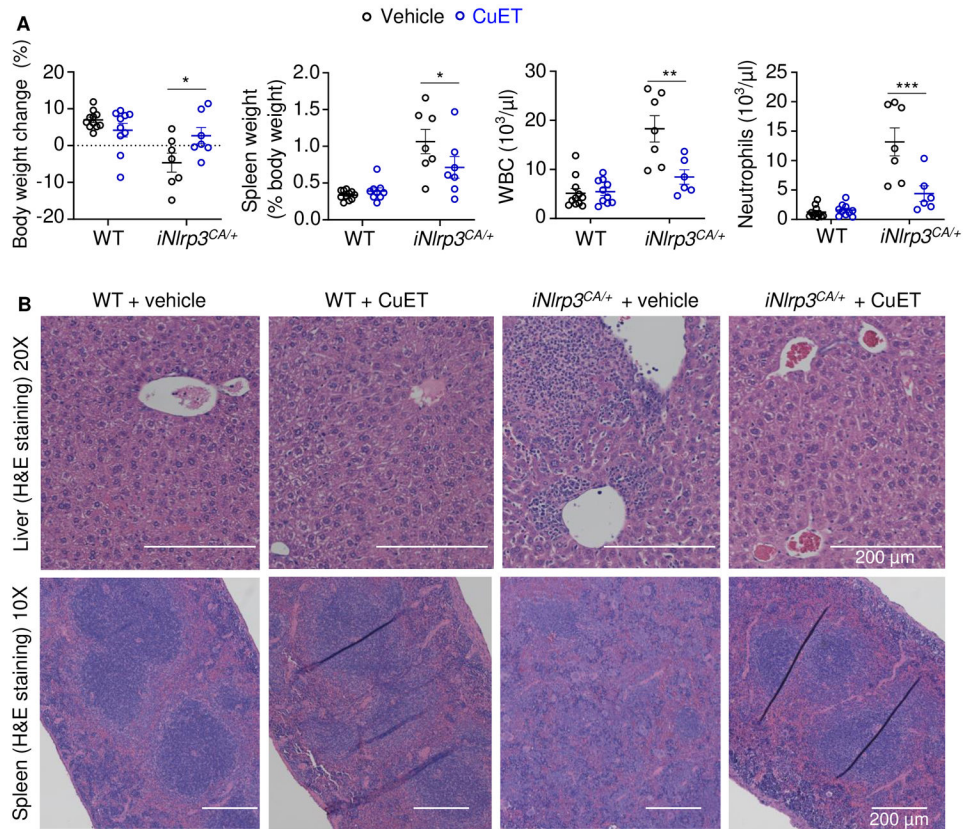 A
Vehicle CuET
Body weight change (%)
20
10
0
-10
-20
*
WT iNlrp3CA/+
Spleen weight
(% body weight)
2.0
1.5
1.0
0.5
0.0
*
WT iNlrp3CA/+
WBC (103/µl)
30
20
10
0
**
WT iNlrp3CA/+
Neutrophils (103/µl)
25
20
15
10
5
0
***
WT iNlrp3CA/+
B
WT + vehicle WT + CuET iNlrp3CA/+ + vehicle iNlrp3CA/+ + CuET
Liver (H&E staining) 20X
200 µm
Spleen (H&E staining) 10X
200 µm